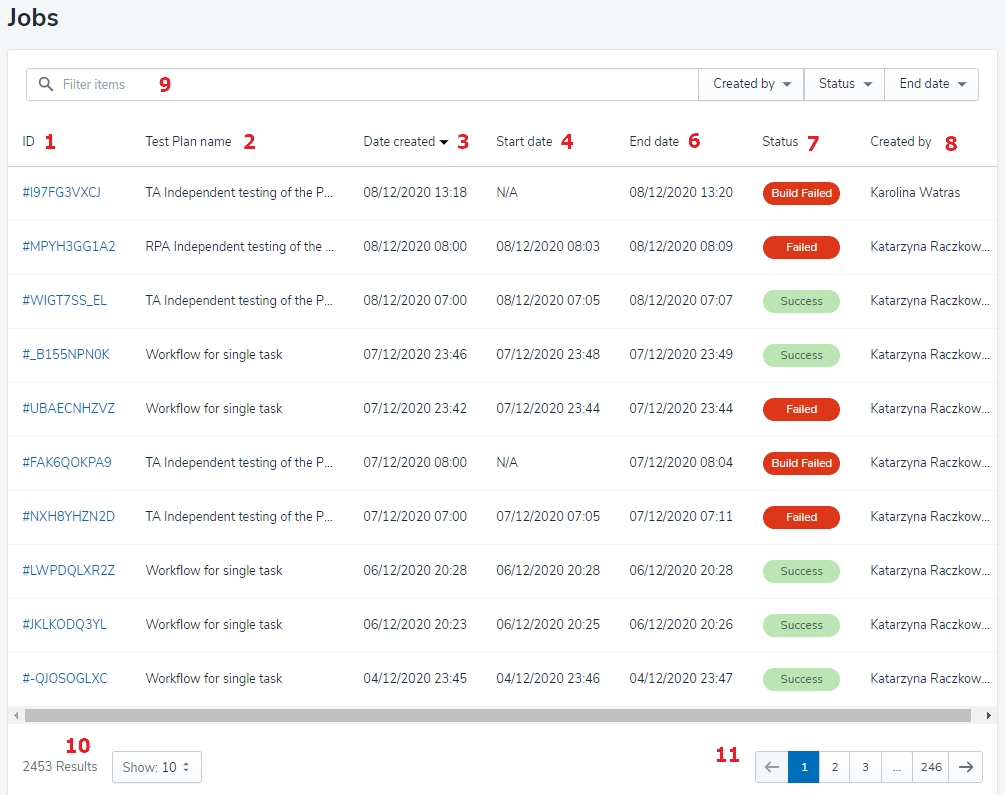 Jobs
Filter items 9 Created by Status End date
ID 1 Test Plan name 2 Date created 3 Start date 4 End date 6 Status 7 Created by 8
#I97FG3VXCJ TA Independent testing of the P... 08/12/2020 13:18 N/A 08/12/2020 13:20 Build Failed Karolina Watras
#MPYH3GG1A2 RPA Independent testing of the ... 08/12/2020 08:00 08/12/2020 08:03 08/12/2020 08:09 Failed Katarzyna Raczkow...
#WIGT7SS_EL TA Independent testing of the P... 08/12/2020 07:00 08/12/2020 07:05 08/12/2020 07:07 Success Katarzyna Raczkow...
#_B155NPN0K Workflow for single task 07/12/2020 23:46 07/12/2020 23:48 07/12/2020 23:49 Success Katarzyna Raczkow...
#UBAECNHZVZ Workflow for single task 07/12/2020 23:42 07/12/2020 23:44 07/12/2020 23:44 Failed Katarzyna Raczkow...
#FAK6QOKPA9 TA Independent testing of the P... 07/12/2020 08:00 N/A 07/12/2020 08:04 Build Failed Katarzyna Raczkow...
#NXH8YHZN2D TA Independent testing of the P... 07/12/2020 07:00 07/12/2020 07:05 07/12/2020 07:11 Failed Katarzyna Raczkow...
#LWPDQLXR2Z Workflow for single task 06/12/2020 20:28 06/12/2020 20:28 06/12/2020 20:28 Success Katarzyna Raczkow...
#JKLKODQ3YL Workflow for single task 06/12/2020 20:23 06/12/2020 20:25 06/12/2020 20:26 Success Katarzyna Raczkow...
#-QJOSOGLXC Workflow for single task 04/12/2020 23:45 04/12/2020 23:46 04/12/2020 23:47 Success Katarzyna Raczkow...
10 11
2453 Results Show: 10 ← 1 2 3 ... 246 →